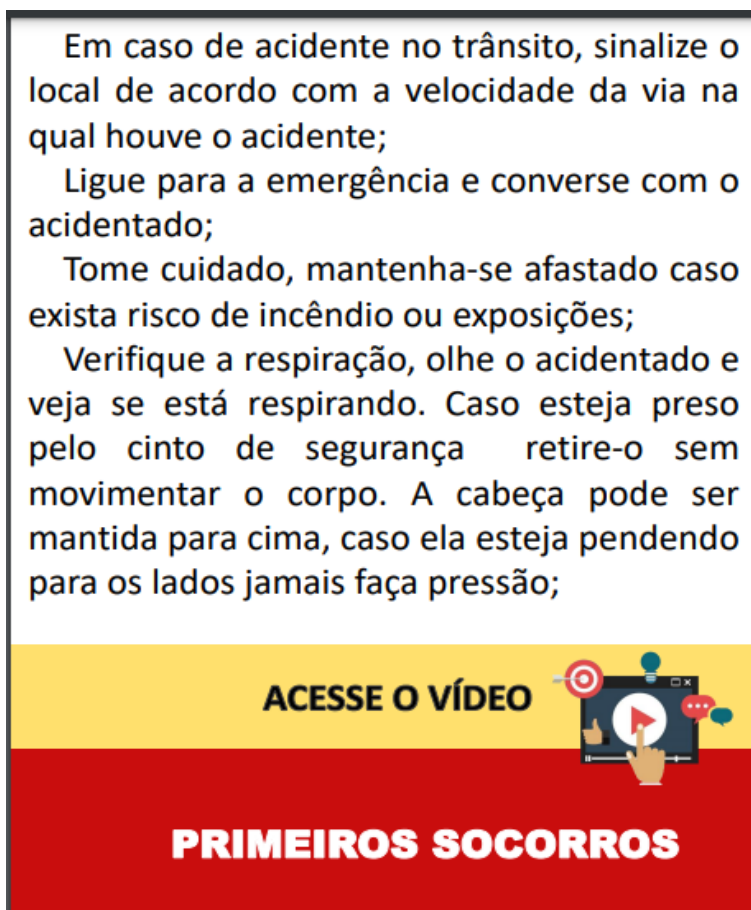 Em caso de acidente no trânsito, sinalize o
local de acordo com a velocidade da via na
qual houve o acidente;
Ligue para a emergência e converse com o
acidentado;
Tome cuidado, mantenha-se afastado caso
exista risco de incêndio ou exposições;
Verifique a respiração, olhe o acidentado e
veja se está respirando. Caso esteja preso
pelo cinto de segurança retire-o sem
movimentar o corpo. A cabeça pode ser
mantida para cima, caso ela esteja pendendo
para os lados jamais faça pressão;
ACESSE O VÍDEO
PRIMEIROS SOCORROS